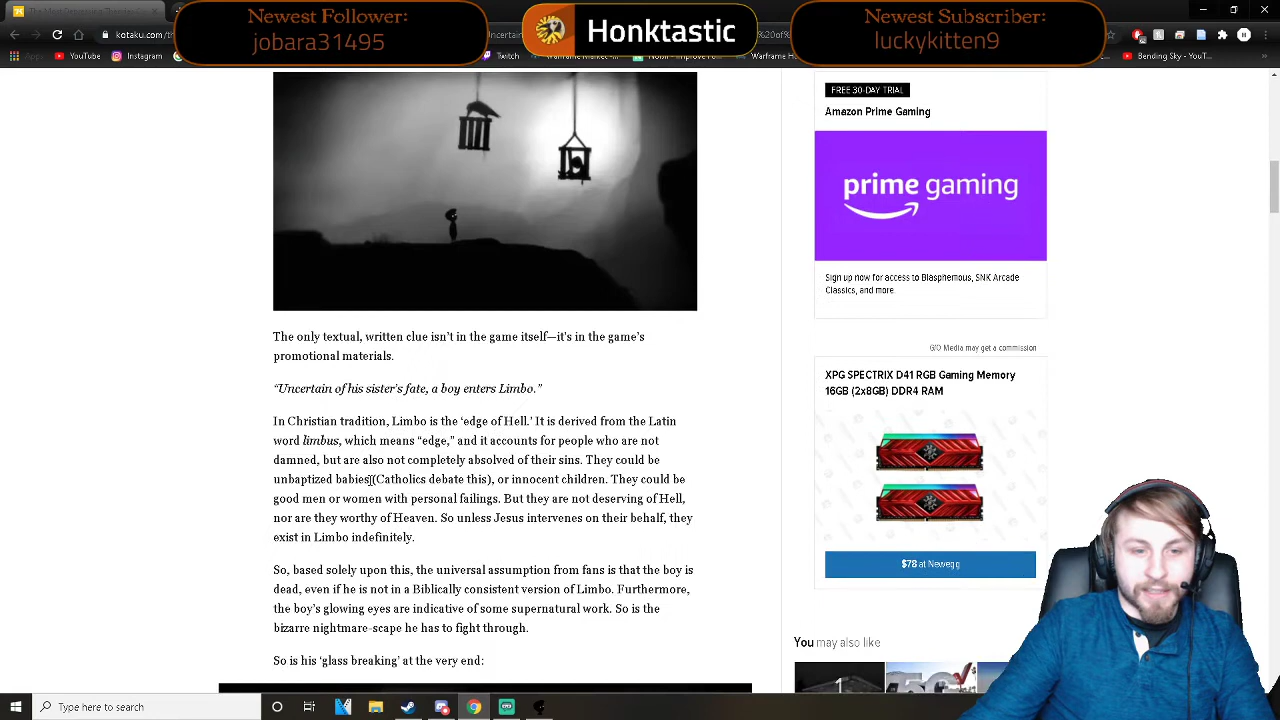 Newest Follower:
jobara31495
Honktastic
Newest Subscriber:
luckykitten9
kotaku.com
YouTube
Instagram
Twitch
Bending Sky - YouT...
FREE 30-DAY TRIAL
Amazon Prime Gaming
prime gaming
Sign up now for access to Blasphemous, SNK Arcade
Classics, and more
The only textual, written clue isn't in the game itself—it's in the game's
promotional materials.
“Uncertain of his sister's fate, a boy enters Limbo.”
In Christian tradition, Limbo is the ‘edge of Hell.’ It is derived from the Latin
word limbus, which means “edge,” and it accounts for people who are not
damned, but are also not completely absolved of their sins. They could be
unbaptized babies (Catholics debate this), or innocent children. They could be
good men or women with personal failings. But they are not deserving of Hell,
nor are they worthy of Heaven. So unless Jesus intervenes on their behalf, they
exist in Limbo indefinitely.
So, based solely upon this, the universal assumption from fans is that the boy is
dead, even if he is not in a Biblically consistent version of Limbo. Furthermore,
the boy's glowing eyes are indicative of some supernatural work. So is the
bizarre nightmare-scape he has to fight through.
So is his ‘glass breaking’ at the very end:
G/O Media may get a commission
XPG SPECTRIX D41 RGB Gaming Memory
16GB (2x8GB) DDR4 RAM
$78 at Newegg
You may also like
Type here to search